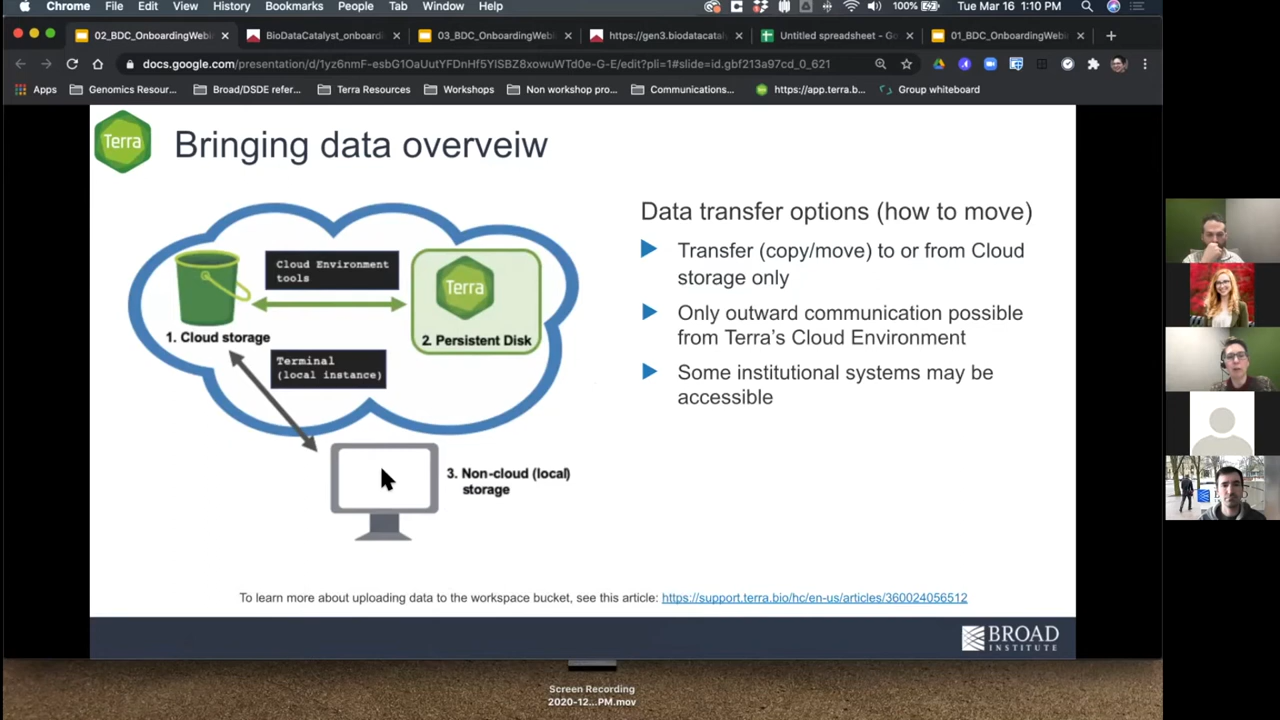 Chrome File Edit View History Bookmarks People Tab Window Help 100% Tue Mar 16 1:10 PM
02_BDC_OnboardingWebi
BioDataCatalyst_onboardi
03_BDC_OnboardingWebi
https://gen3.biodatacatal
Untitled spreadsheet - Go
01_BDC_OnboardingWebi
docs.google.com/presentation/d/1yz6nmF-esbG1OaUutYFDnHf5YlSBZ8xowuWTd0e-G-E/edit?pli=1#slide=id.gbf213a97cd_0_621
Apps
Genomics Resour...
Broad/DSDE refer...
Terra Resources
Workshops
Non workshop pro...
Communications...
https://app.terra.b...
Group whiteboard
Terra
Bringing data overveiw
Cloud Environment
tools
Terra
1. Cloud storage
2. Persistent Disk
Terminal
(local instance)
3. Non-cloud (local)
storage
Data transfer options (how to move)
Transfer (copy/move) to or from Cloud
storage only
Only outward communication possible
from Terra's Cloud Environment
Some institutional systems may be
accessible
To learn more about uploading data to the workspace bucket, see this article: https://support.terra.bio/hc/en-us/articles/360024056512
BROAD
INSTITUTE
Screen Recording
2020-12...PM.mov